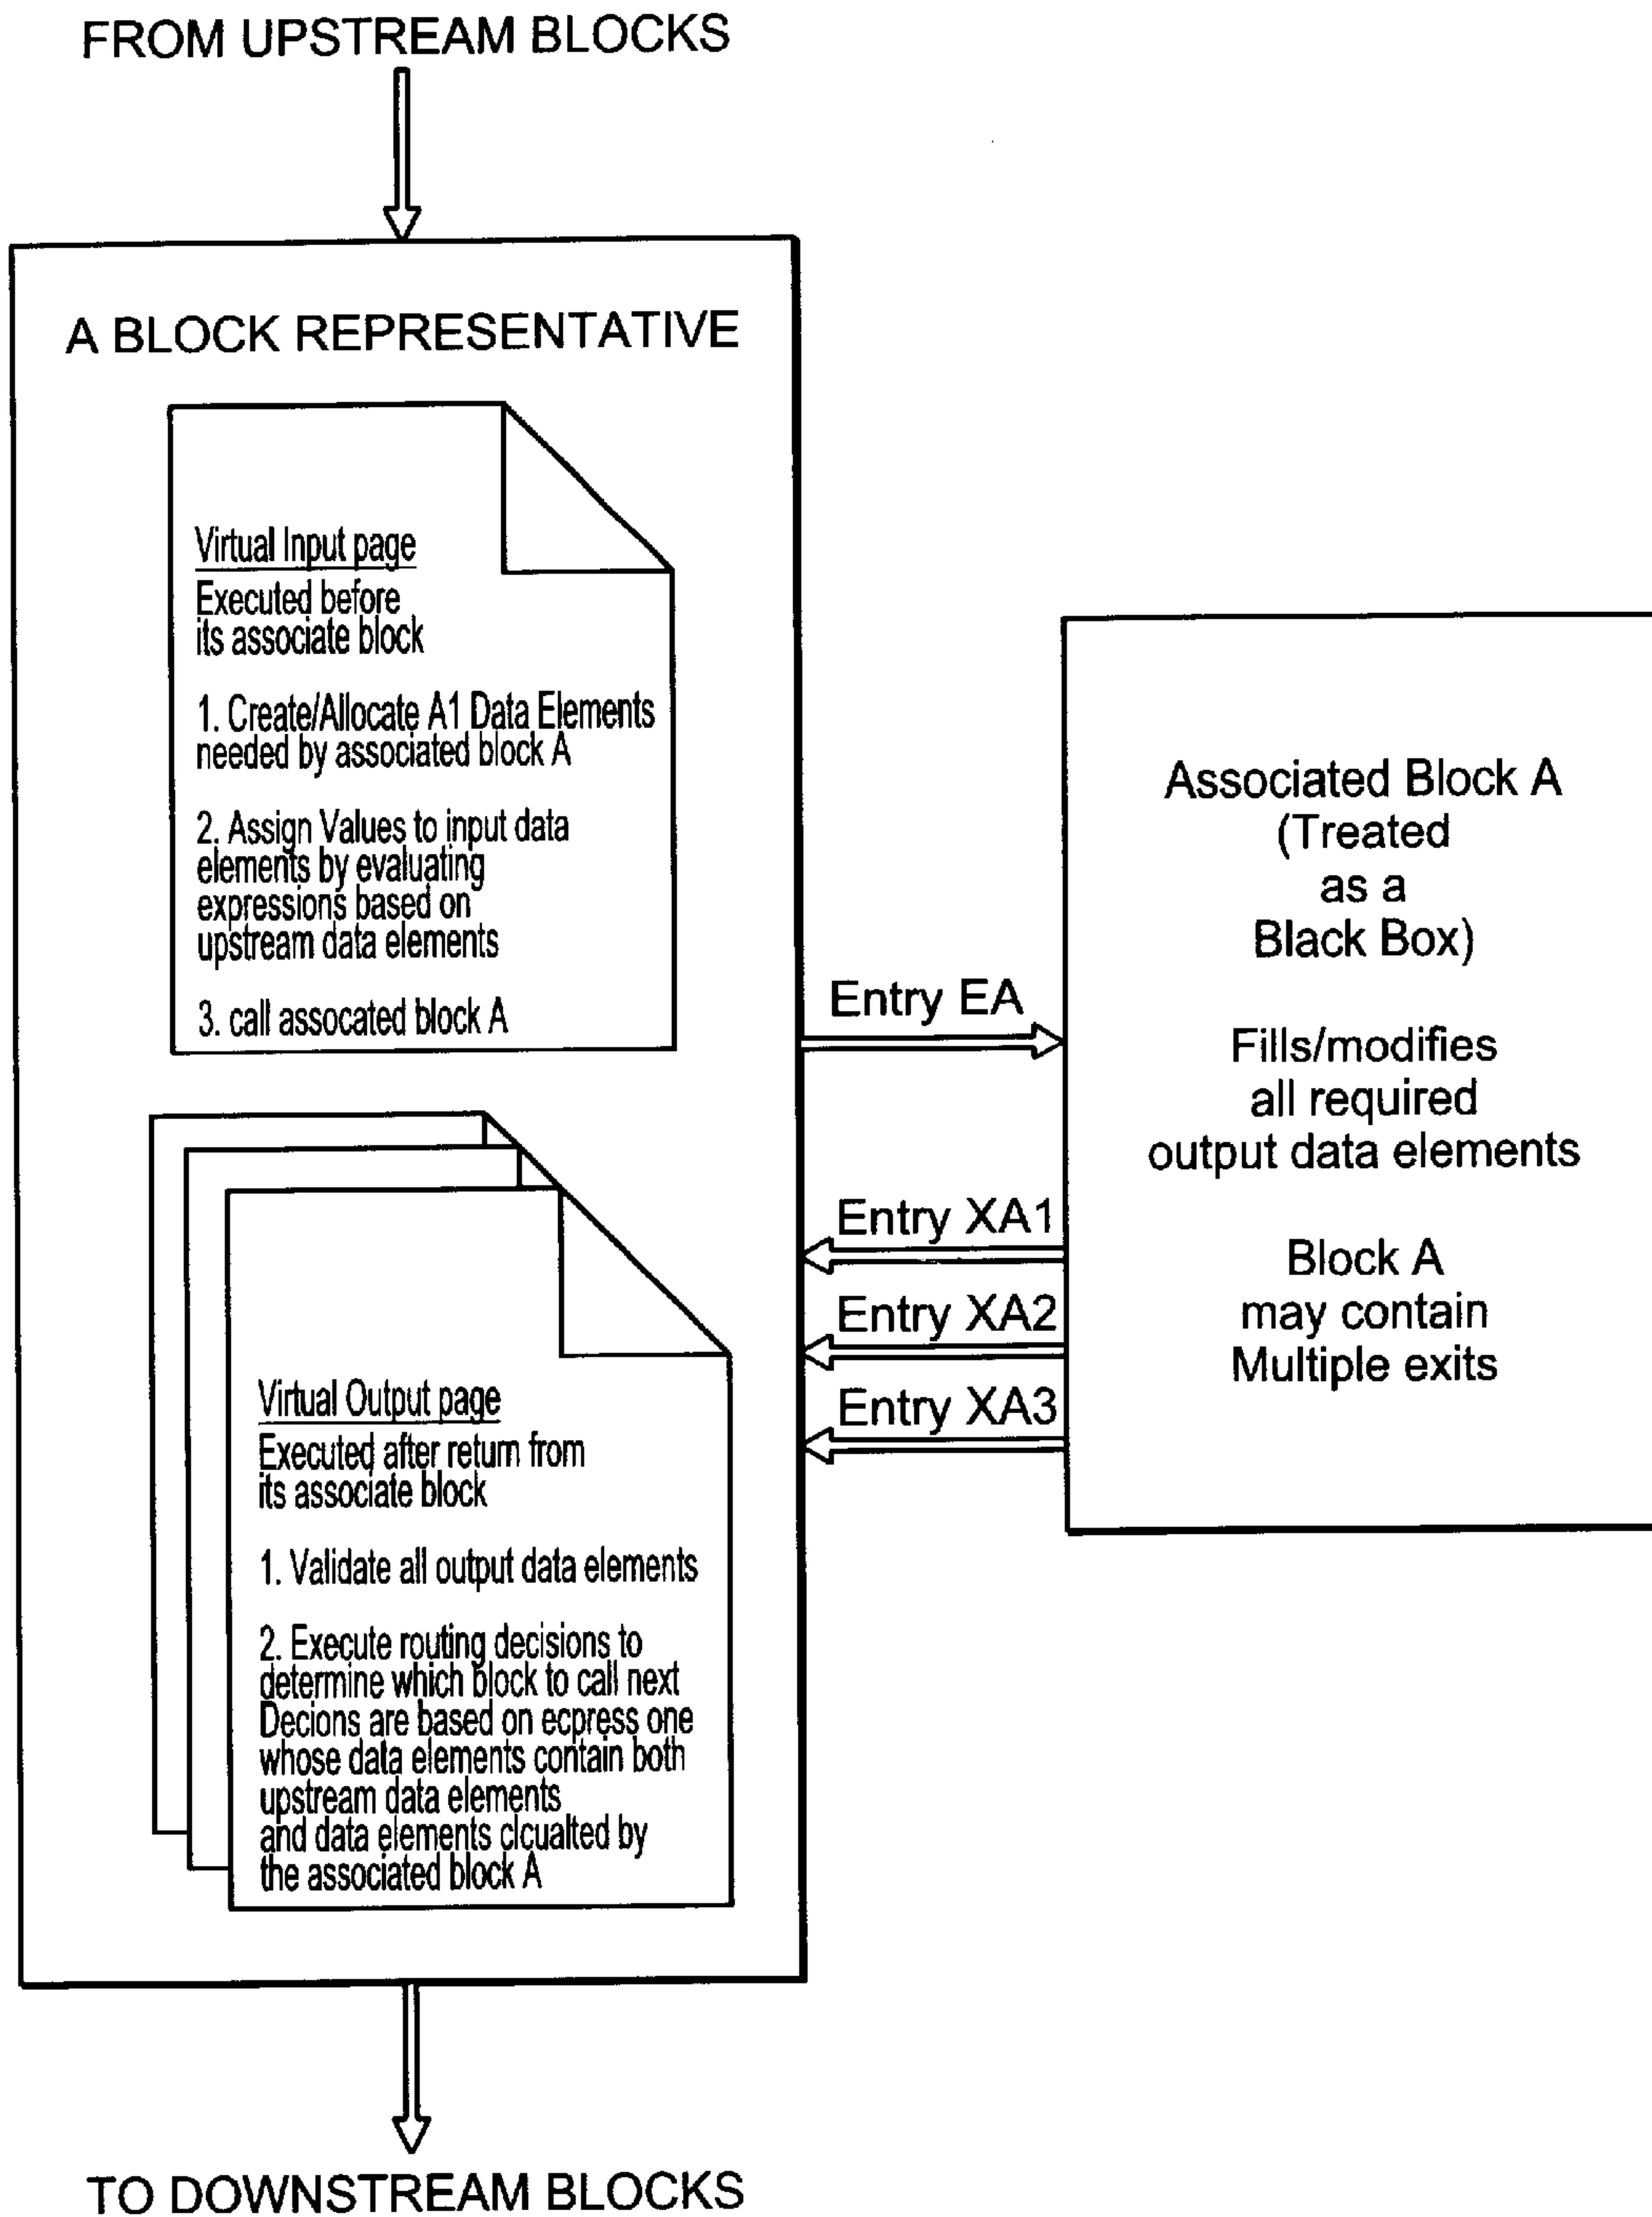 FROM UPSTREAM BLOCKS
A BLOCK REPRESENTATIVE
Virtual Input page
Executed before
its associate block
1. Create/Allocate A1 Data Elements
needed by associated block A
2. Assign Values to input data
elements by evaluating
expressions based on
upstream data elements
3. call assocated block A
Entry EA
Associated Block A
(Treated
as a
Black Box)
Fills/modifies
all required
output data elements
Block A
may contain
Multiple exits
Entry XA1
Entry XA2
Entry XA3
Virtual Output page
Executed after return from
its associate block
1. Validate all output data elements
2. Execute routing decisions to
determine which block to call next
Decions are based on ecpress one
whose data elements contain both
upstream data elements
and data elements clcualted by
the associated block A
TO DOWNSTREAM BLOCKS